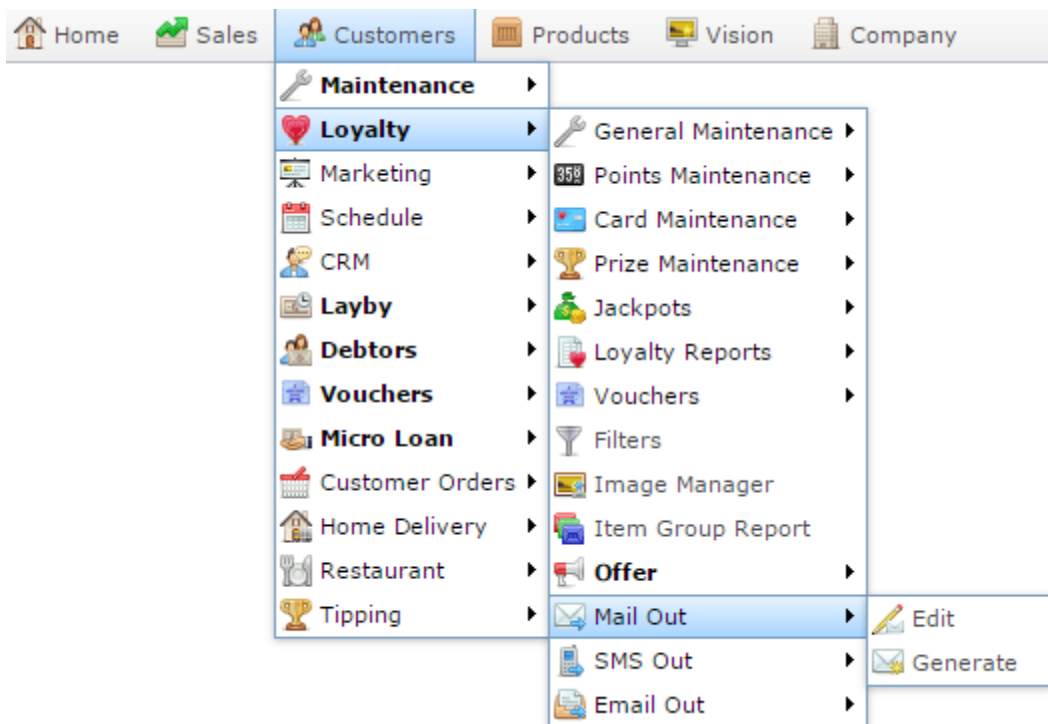 Home Sales Customers Products Vision Company
Maintenance
Loyalty
Marketing
Schedule
CRM
Layby
Debtors
Vouchers
Micro Loan
Customer Orders
Home Delivery
Restaurant
Tipping
General Maintenance
Points Maintenance
Card Maintenance
Prize Maintenance
Jackpots
Loyalty Reports
Vouchers
Filters
Image Manager
Item Group Report
Offer
Mail Out
SMS Out
Email Out
Edit
Generate